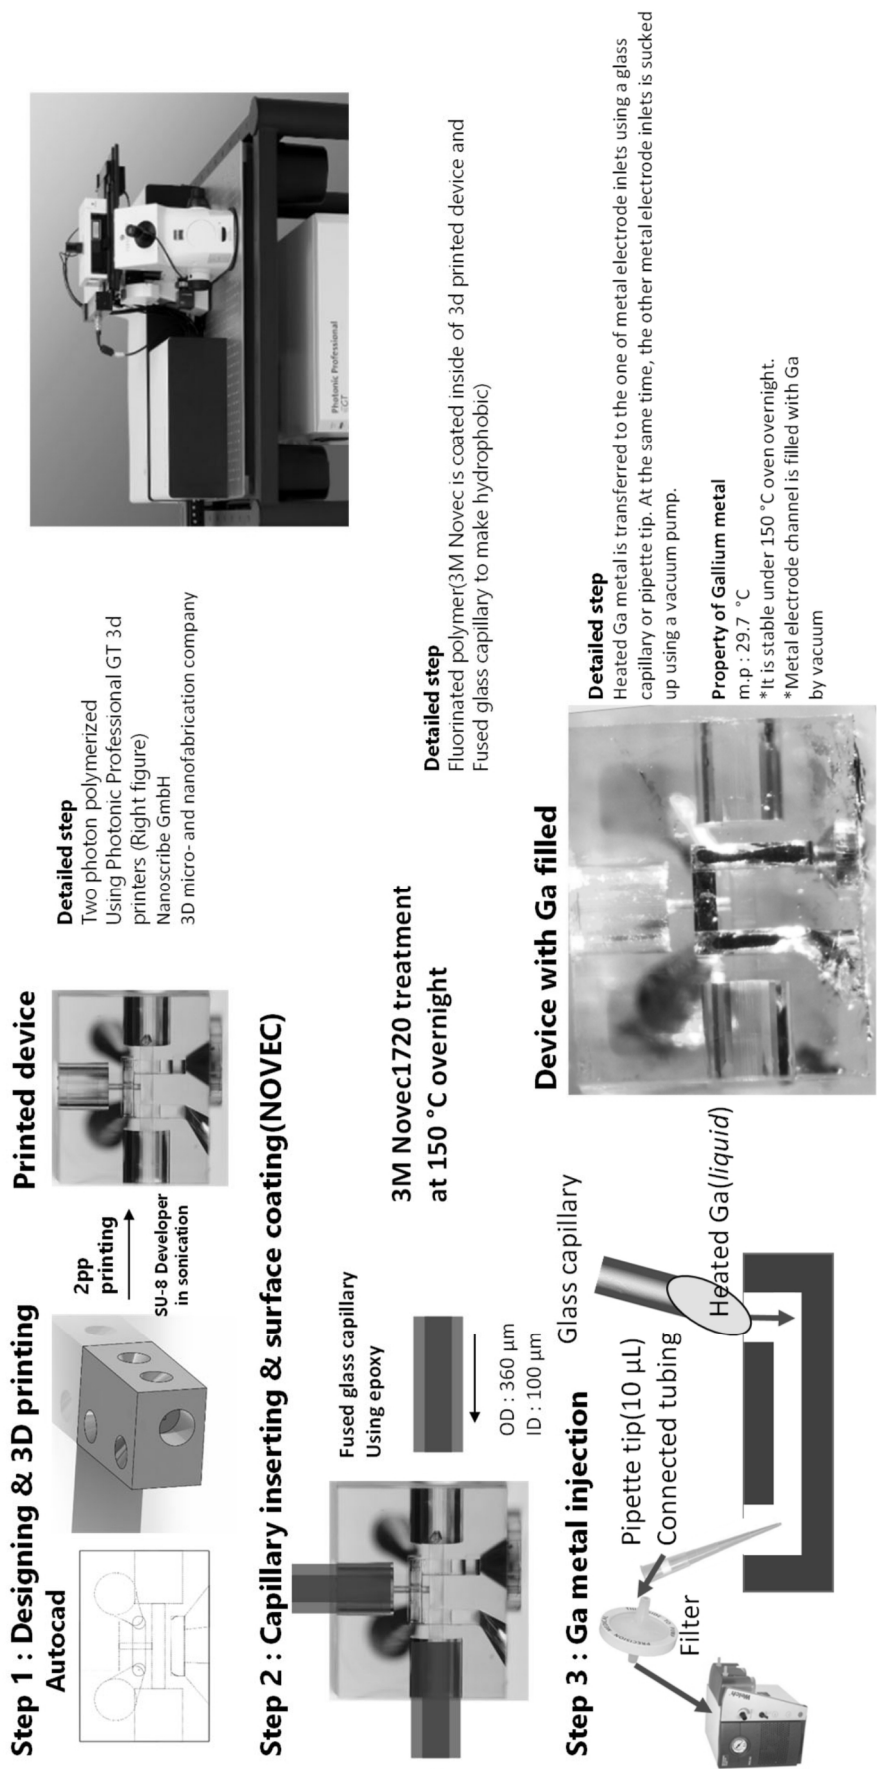 Step 1 : Designing & 3D printing
Autocad
2pp
printing
SU-8 Developer
in sonication
Printed device
Detailed step
Two photon polymerized
Using Photonic Professional GT 3d
printers (Right figure)
Nanoscribe GmbH
3D micro- and nanofabrication company
Photonic Professional
GT
Step 2 : Capillary inserting & surface coating(NOVEC)
Fused glass capillary
Using epoxy
OD : 360 μm
ID : 100 μm
3M Novec1720 treatment
at 150 °C overnight
Detailed step
Fluorinated polymer(3M Novec is coated inside of 3d printed device and
Fused glass capillary to make hydrophobic)
Step 3 : Ga metal injection
Pipette tip(10 μL)
Connected tubing
Filter
Glass capillary
Heated Ga(liquid)
Device with Ga filled
Detailed step
Heated Ga metal is transferred to the one of metal electrode inlets using a glass
capillary or pipette tip. At the same time, the other metal electrode inlets is sucked
up using a vacuum pump.
Property of Gallium metal
m.p : 29.7 °C
*It is stable under 150 °C oven overnight.
*Metal electrode channel is filled with Ga
by vacuum